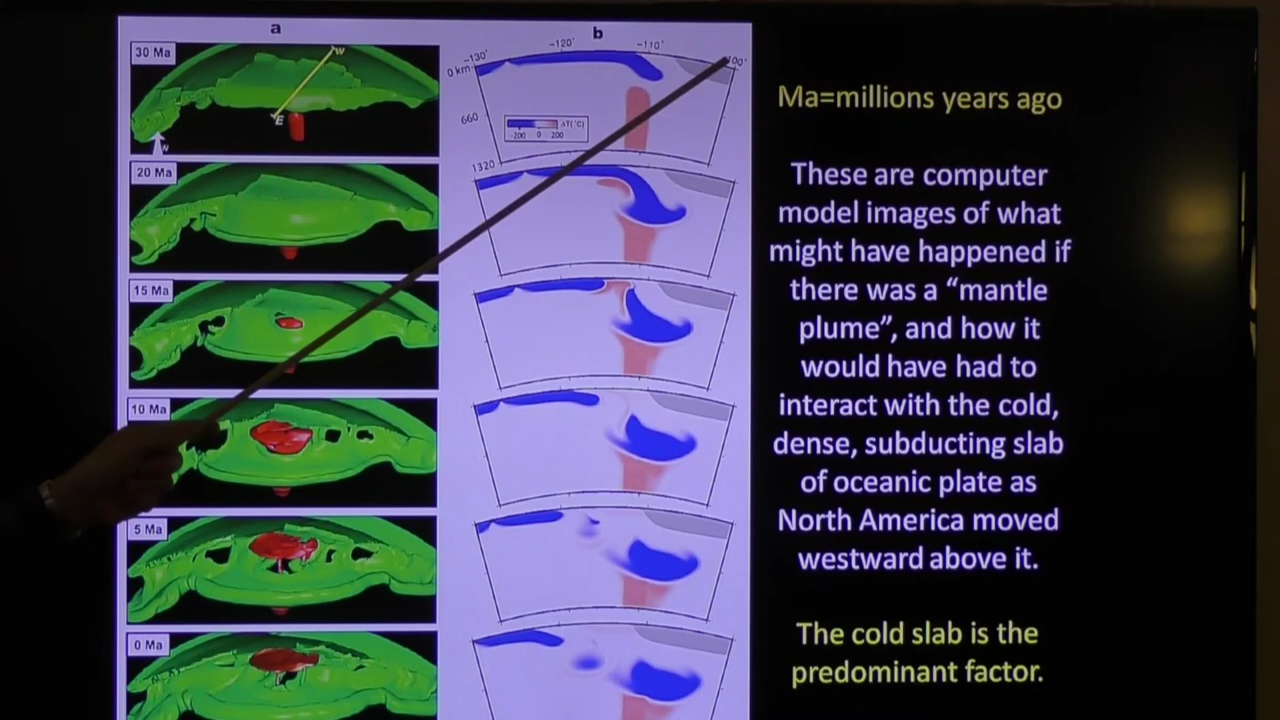 a
b
30 Ma
W
E
N
20 Ma
15 Ma
10 Ma
5 Ma
0 Ma
-130°
-120°
-110°
0 km
660
1320
ΔT(°C)
-200 0 200
Ma=millions years ago
These are computer
model images of what
might have happened if
there was a “mantle
plume”, and how it
would have had to
interact with the cold,
dense, subducting slab
of oceanic plate as
North America moved
westward above it.
The cold slab is the
predominant factor.